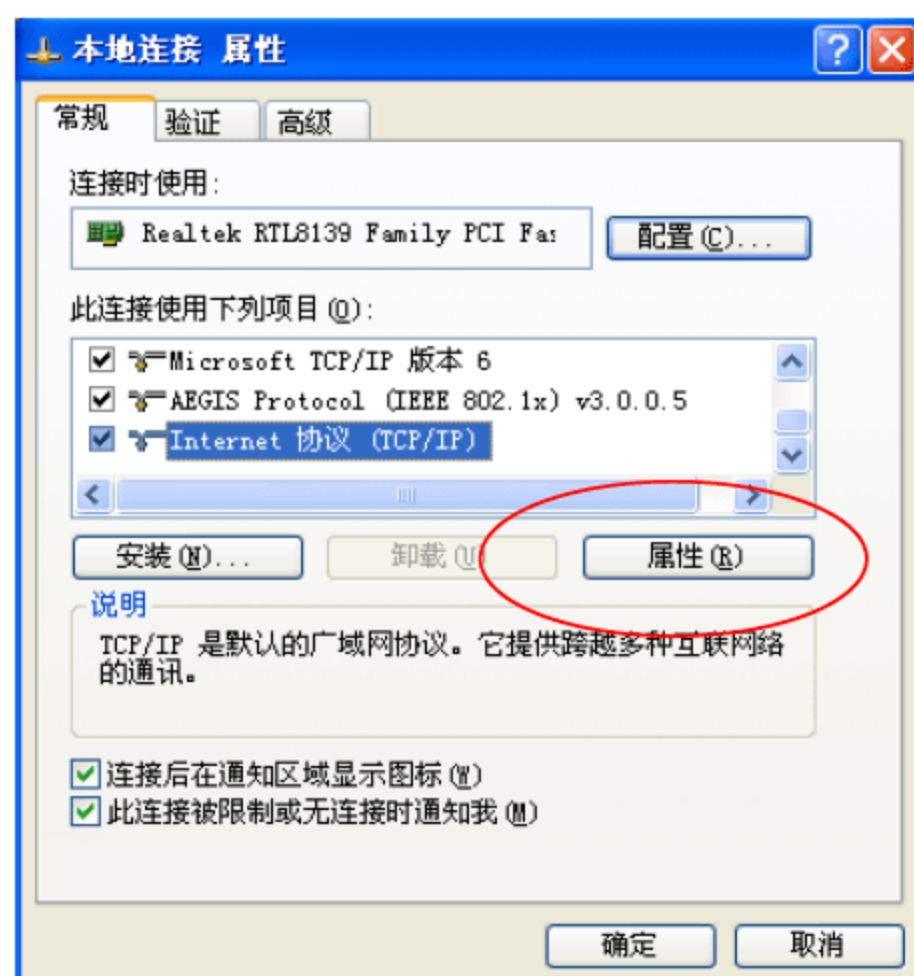 本地连接 属性
常规 验证 高级
连接时使用:
Realtek RTL8139 Family PCI Fas
配置(C)...
此连接使用下列项目(O):
Microsoft TCP/IP 版本 6
AEGIS Protocol (IEEE 802.1x) v3.0.0.5
Internet 协议 (TCP/IP)
安装(N)... 卸载(U) 属性(R)
说明
TCP/IP 是默认的广域网协议。它提供跨越多种互联网络
的通讯。
连接后在通知区域显示图标(W)
此连接被限制或无连接时通知我(M)
确定 取消